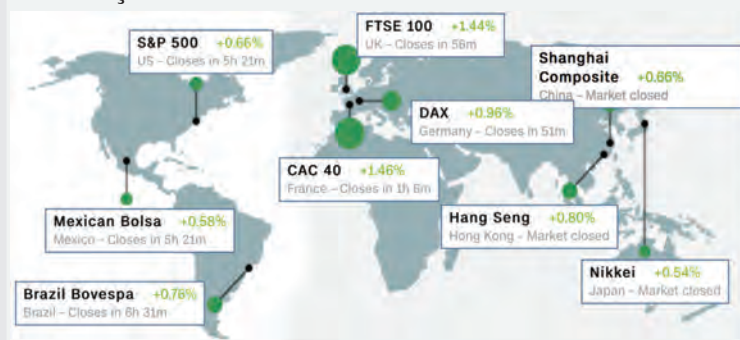 S&P 500 +0.66%
US – Closes in 5h 21m
FTSE 100 +1.44%
UK – Closes in 56m
Shanghai
Composite +0.66%
China – Market closed
DAX +0.96%
Germany – Closes in 51m
CAC 40 +1.46%
France – Closes in 1h 6m
Mexican Bolsa +0.58%
Mexico – Closes in 5h 21m
Hang Seng +0.80%
Hong Kong – Market closed
Brazil Bovespa +0.76%
Brazil – Closes in 6h 31m
Nikkei +0.54%
Japan – Market closed